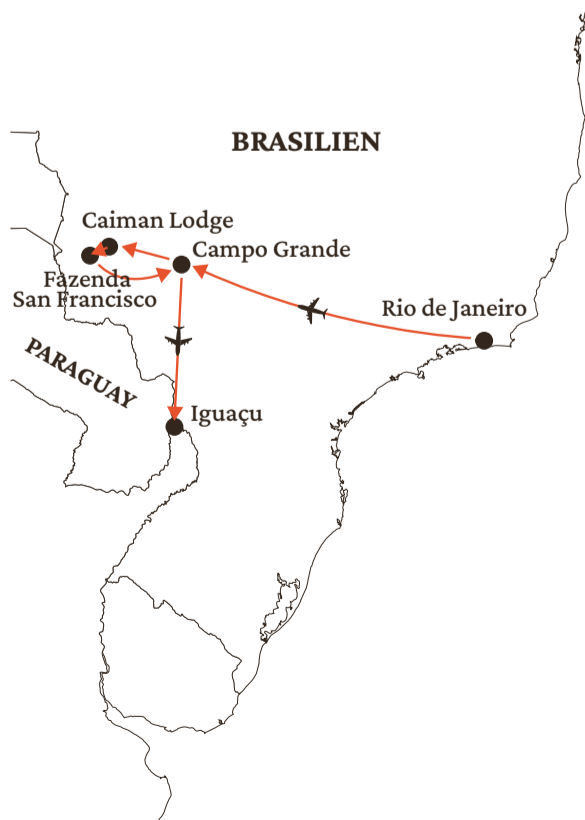 BRASILIEN
Caiman Lodge
Campo Grande
Fazenda
San Francisco
Rio de Janeiro
PARAGUAY
Iguaçu